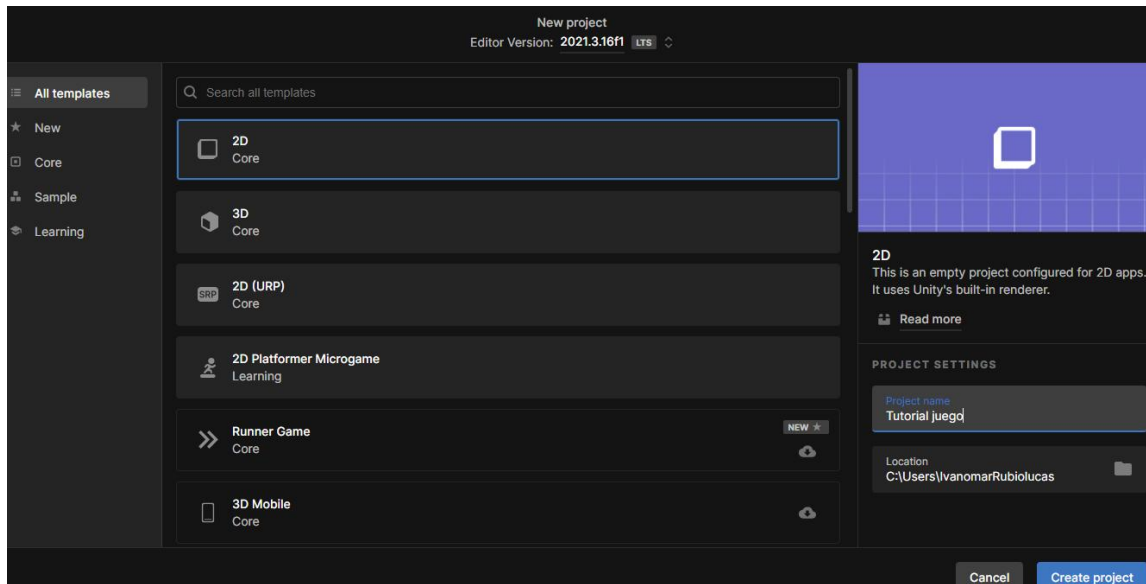 New project
Editor Version: 2021.3.16f1 LTS
All templates
New
Core
Sample
Learning
Search all templates
2D
Core
3D
Core
SRP
2D (URP)
Core
2D Platformer Microgame
Learning
Runner Game
Core
NEW
3D Mobile
Core
2D
This is an empty project configured for 2D apps.
It uses Unity's built-in renderer.
Read more
PROJECT SETTINGS
Project name
Tutorial juego
Location
C:\Users\IvanomarRubiolucas
Cancel
Create project